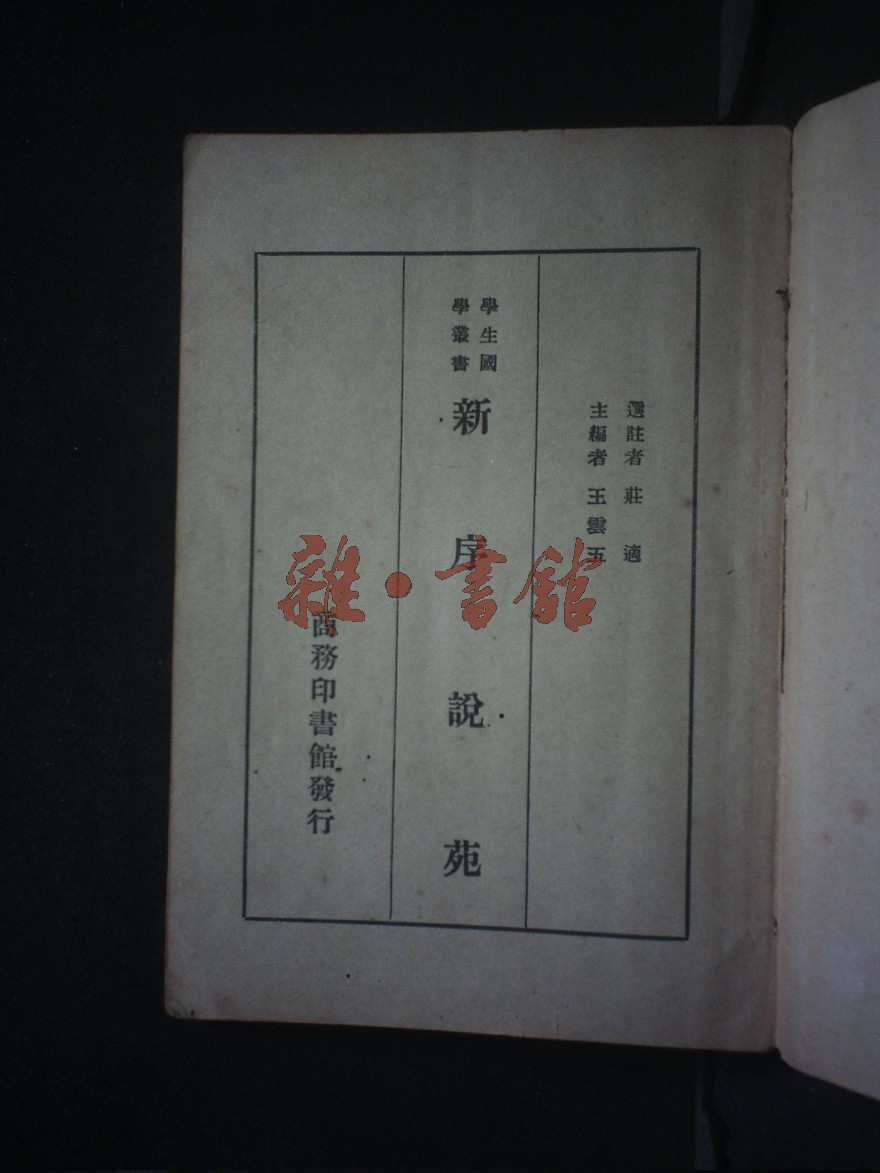 選註者 莊適
主編者 王雲五
學生國
學叢書
新序說苑
商務印書館發行
雜·書館